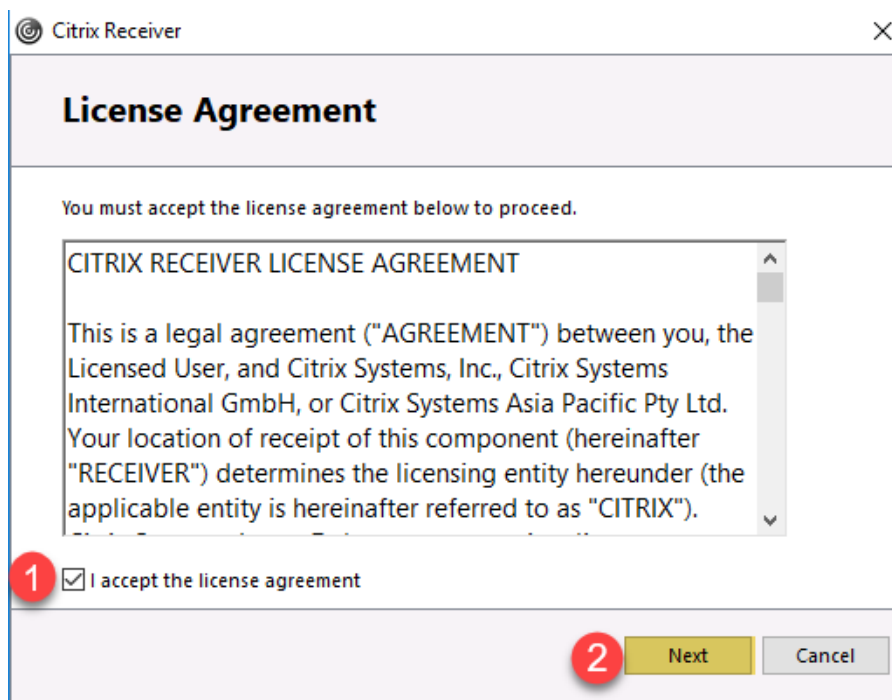 Citrix Receiver
License Agreement
You must accept the license agreement below to proceed.
CITRIX RECEIVER LICENSE AGREEMENT
This is a legal agreement ("AGREEMENT") between you, the
Licensed User, and Citrix Systems, Inc., Citrix Systems
International GmbH, or Citrix Systems Asia Pacific Pty Ltd.
Your location of receipt of this component (hereinafter
"RECEIVER") determines the licensing entity hereunder (the
applicable entity is hereinafter referred to as "CITRIX").
1 I accept the license agreement
2 Next Cancel